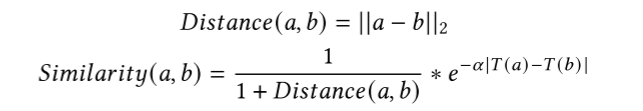 Distance(a, b) = ||a − b||₂
Similarity(a, b) = 1 / (1 + Distance(a, b)) ∗ e^{−α|T(a)−T(b)|}